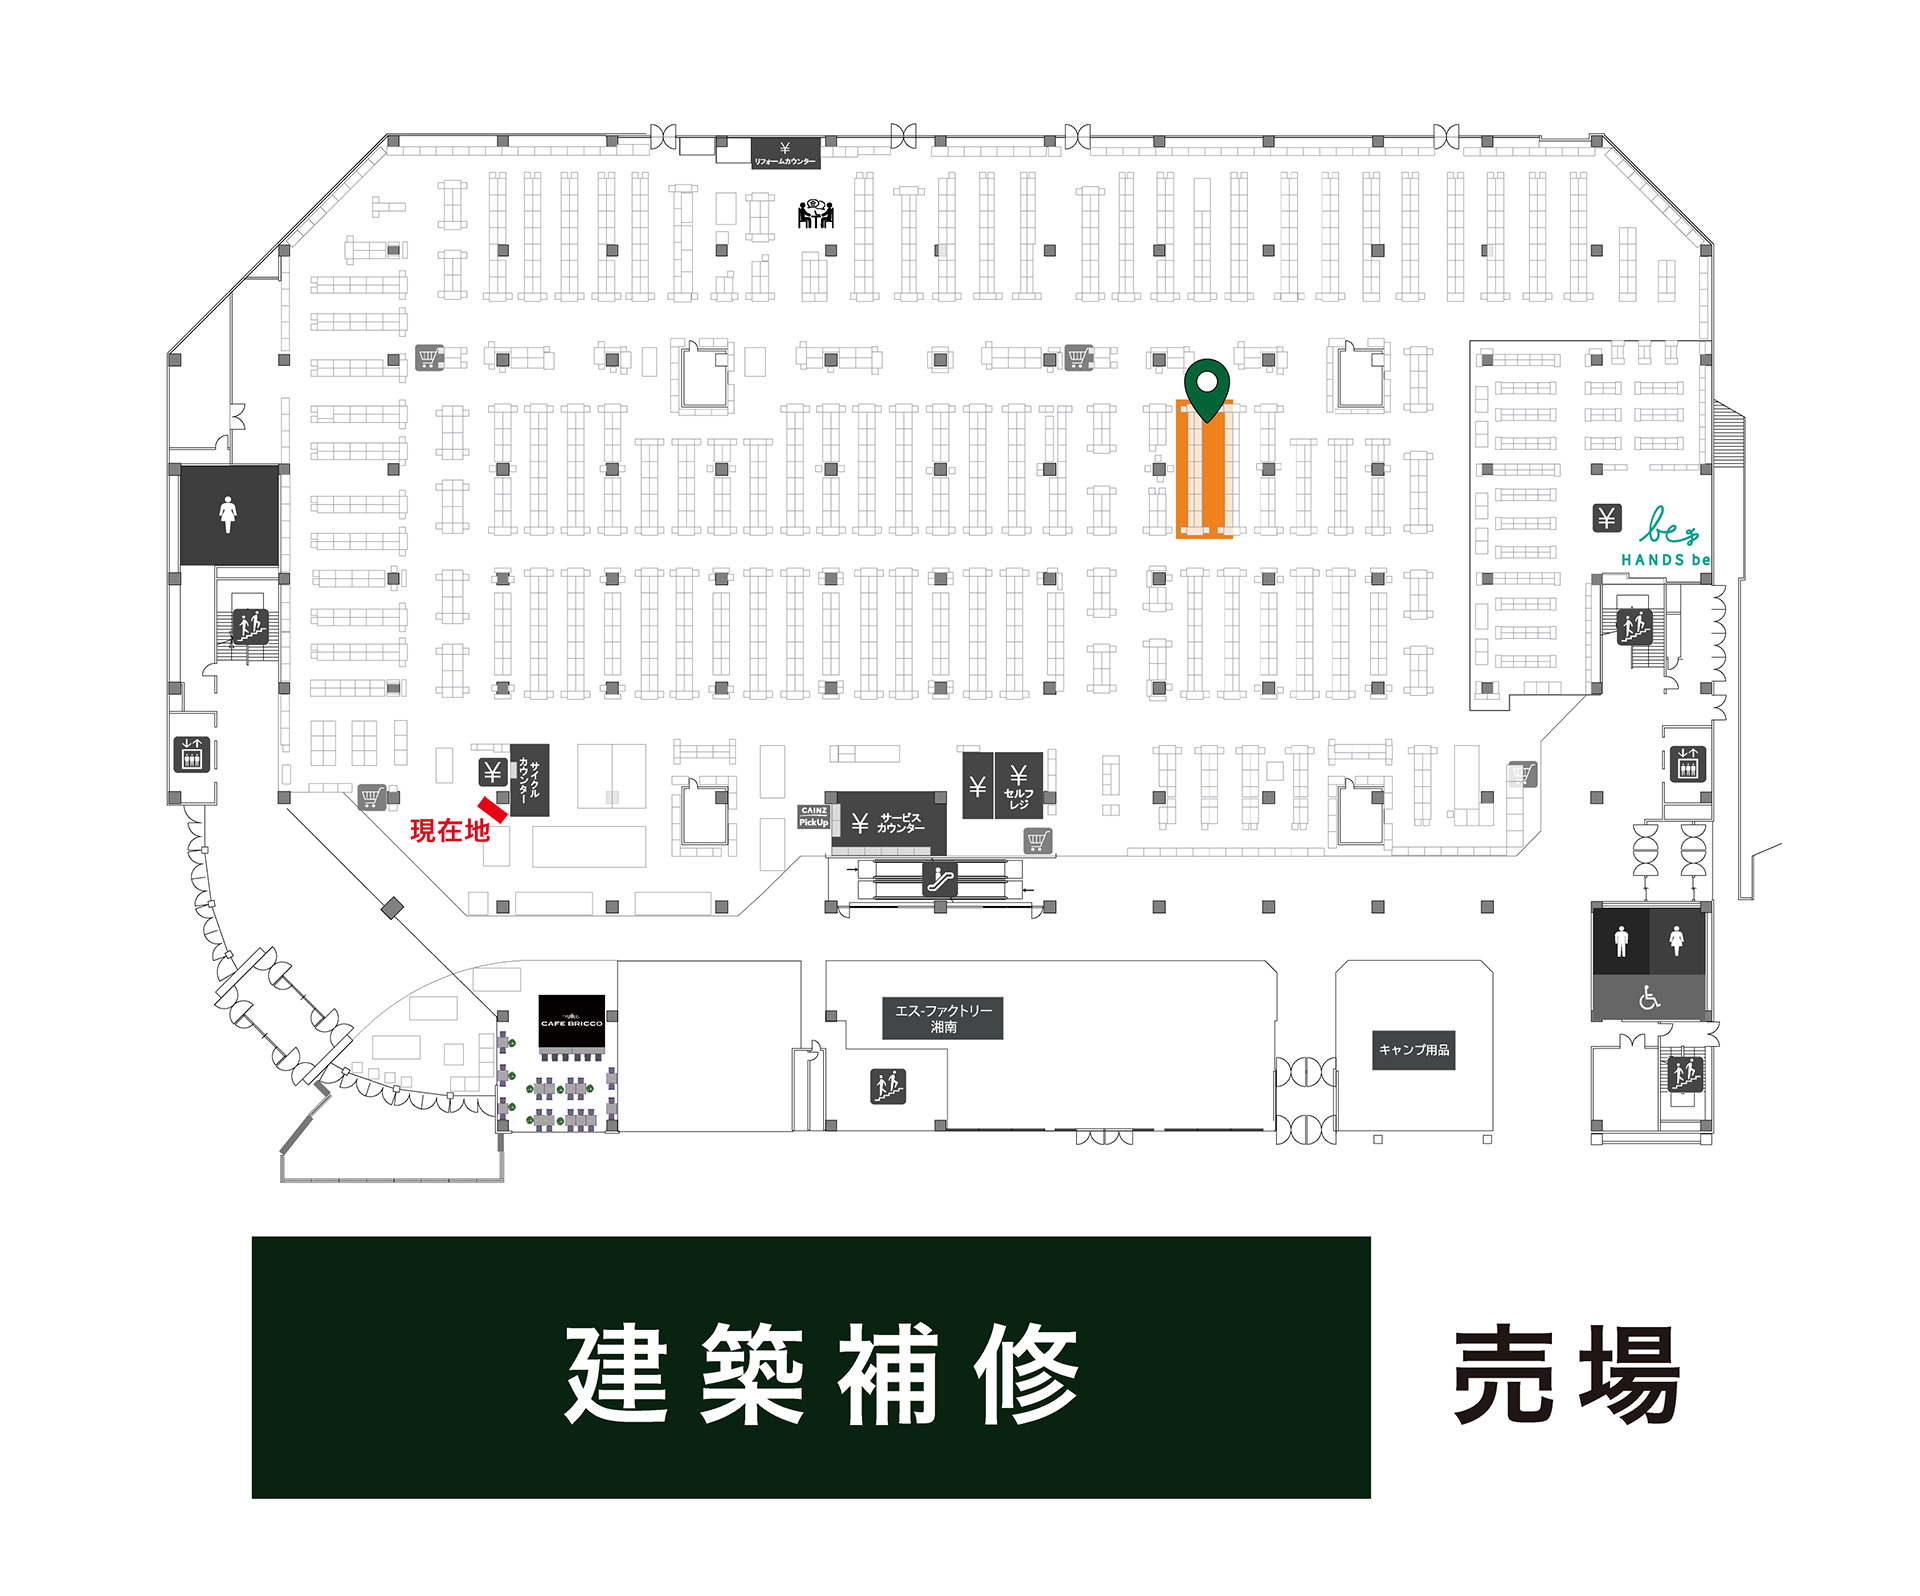 ¥
リフォームカウンター
¥
be
HANDS be
¥
サイクル
カウンター
現在地
CAINZ
PickUp
¥
サービス
カウンター
¥
¥
セルフ
レジ
CAFE BRICCO
エス-ファクトリー
湘南
キャンプ用品
建築補修
売場